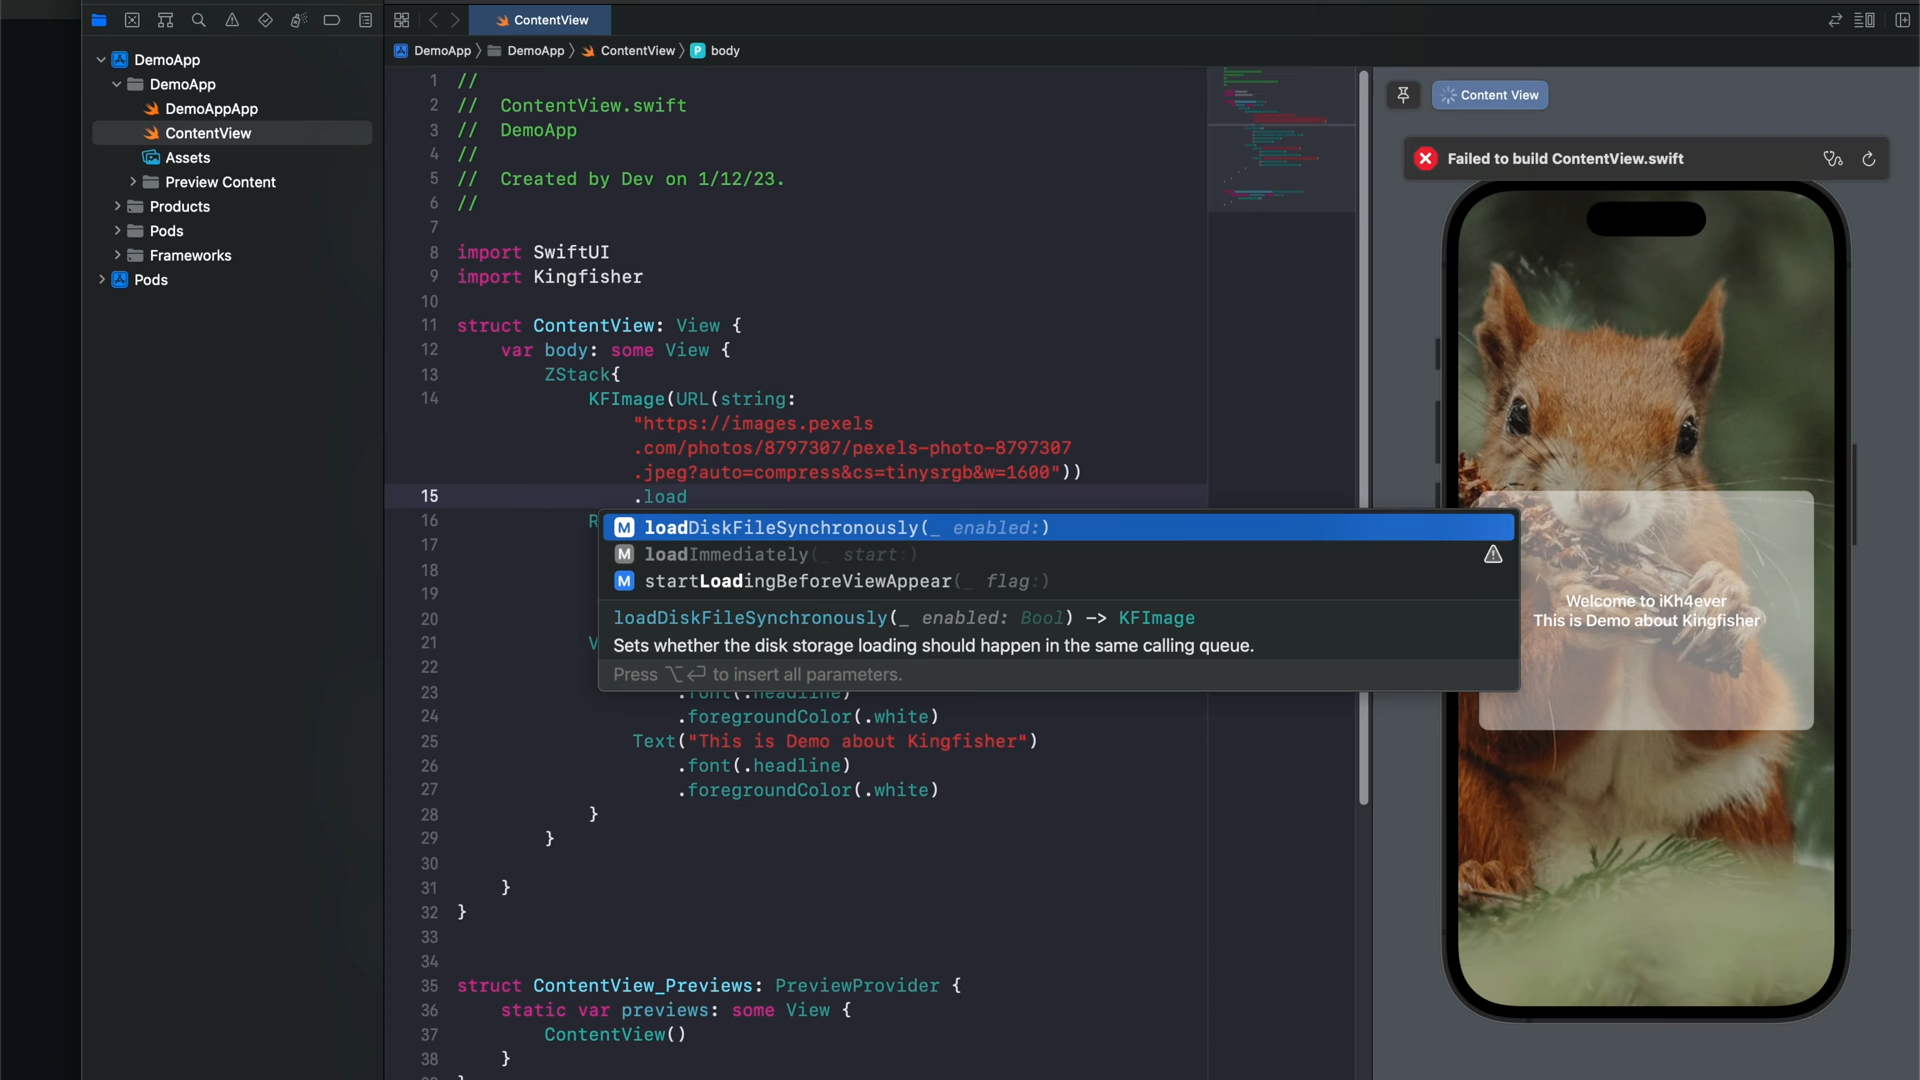 ContentView
DemoApp
DemoApp
ContentView
P
body
DemoApp
DemoApp
DemoAppApp
ContentView
Assets
Preview Content
Products
Pods
Frameworks
Pods
1 //
2 // ContentView.swift
3 // DemoApp
4 //
5 // Created by Dev on 1/12/23.
6 //
7
8 import SwiftUI
9 import Kingfisher
10
11 struct ContentView: View {
12 var body: some View {
13 ZStack{
14 KFImage(URL(string:
"https://images.pexels
.com/photos/8797307/pexels-photo-8797307
.jpeg?auto=compress&cs=tinysrgb&w=1600"))
15 .load
16 R
M loadDiskFileSynchronously(_ enabled:)
17
M loadImmediately(_ start:)
18
M startLoadingBeforeViewAppear(_ flag:)
19
20
loadDiskFileSynchronously(_ enabled: Bool) -> KFImage
21 V
Sets whether the disk storage loading should happen in the same calling queue.
22
Press ⌥⏎ to insert all parameters.
23 .font(.headline)
24 .foregroundColor(.white)
25 Text("This is Demo about Kingfisher")
26 .font(.headline)
27 .foregroundColor(.white)
28 }
29 }
30
31 }
32 }
33
34
35 struct ContentView_Previews: PreviewProvider {
36 static var previews: some View {
37 ContentView()
38 }
Content View
Failed to build ContentView.swift
Welcome to iKh4ever
This is Demo about Kingfisher